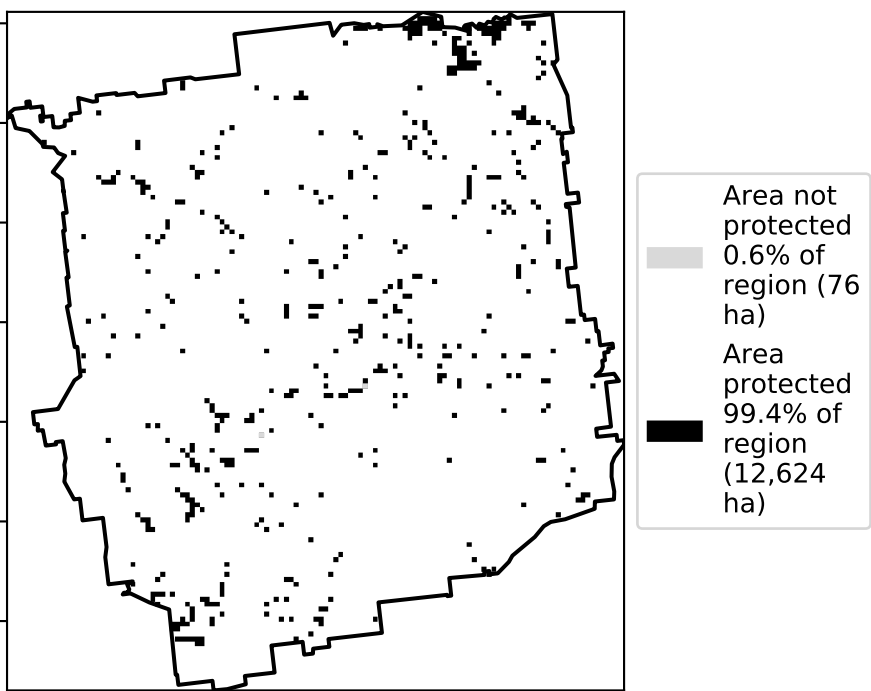 Area not
protected
0.6% of
region (76
ha)
Area
protected
99.4% of
region
(12,624
ha)